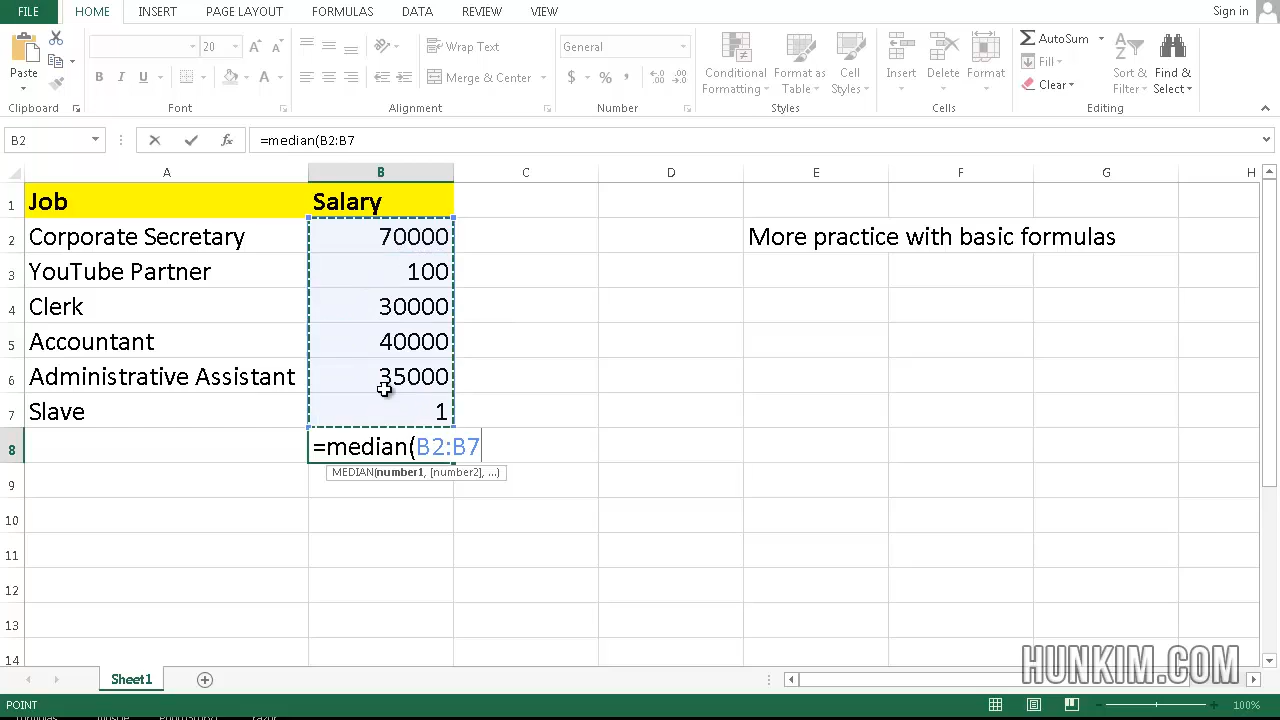 FILE HOME INSERT PAGE LAYOUT FORMULAS DATA REVIEW VIEW Sign in
20 Wrap Text General AutoSum
Paste Conditional Format as Cell Insert Delete Format Fill Sort & Find &
B I U Merge & Center $ % , Formatting Table Styles Clear Filter Select
Clipboard Font Alignment Number Styles Cells Editing
B2 fx =median(B2:B7
A B C D E F G H
1 Job Salary
2 Corporate Secretary 70000 More practice with basic formulas
3 YouTube Partner 100
4 Clerk 30000
5 Accountant 40000
6 Administrative Assistant 35000
7 Slave 1
8 =median(B2:B7
MEDIAN(number1, [number2], ...)
9
10
11
12
13
14
HUNKIM.COM
Sheet1
POINT 100%